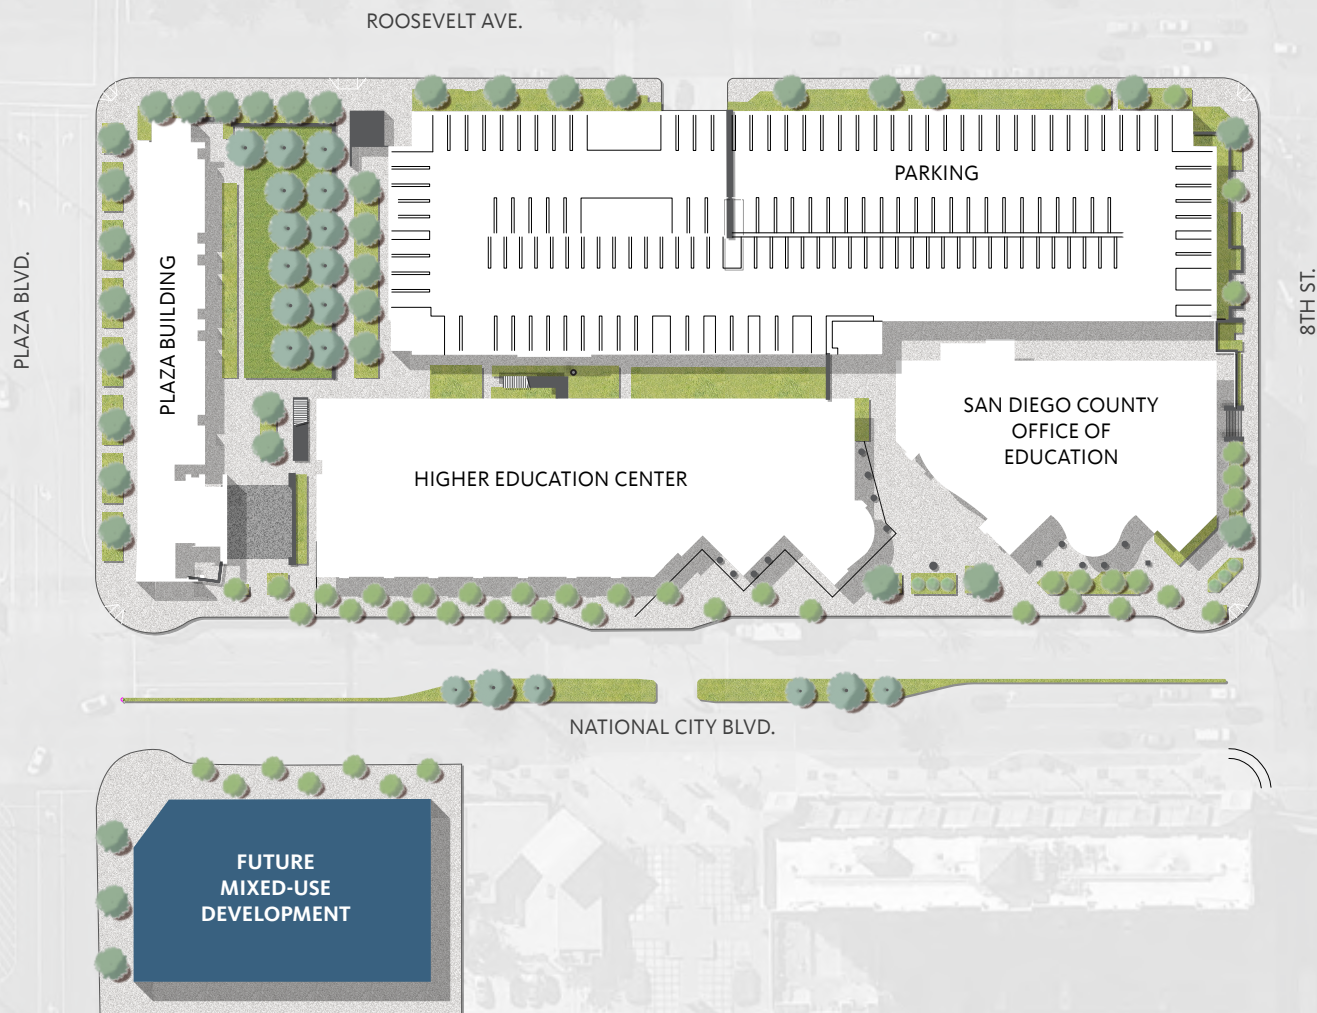 ROOSEVELT AVE.
PARKING
PLAZA BLVD.
PLAZA BUILDING
8TH ST.
SAN DIEGO COUNTY
OFFICE OF
EDUCATION
HIGHER EDUCATION CENTER
NATIONAL CITY BLVD.
FUTURE
MIXED-USE
DEVELOPMENT